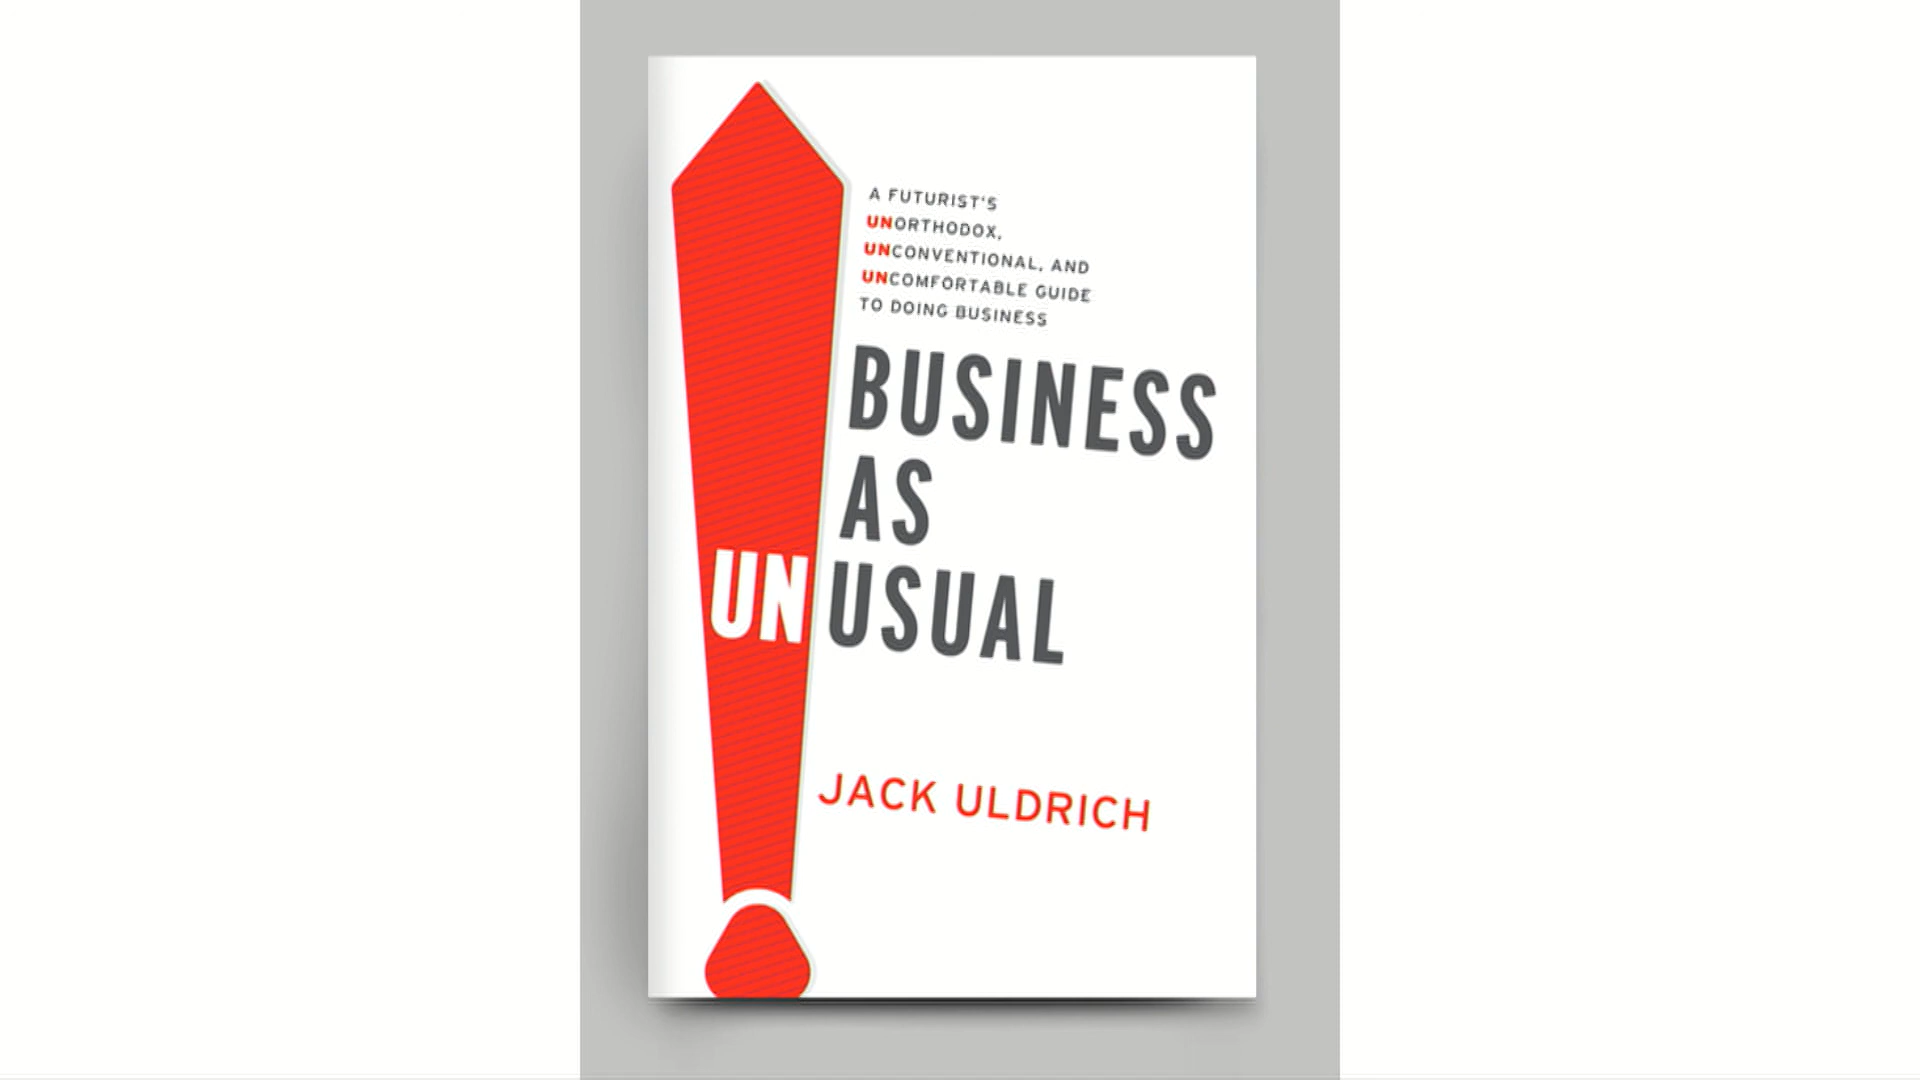 A FUTURIST'S
UNORTHODOX,
UNCONVENTIONAL, AND
UNCOMFORTABLE GUIDE
TO DOING BUSINESS
BUSINESS
AS
UNUSUAL
JACK ULDRICH